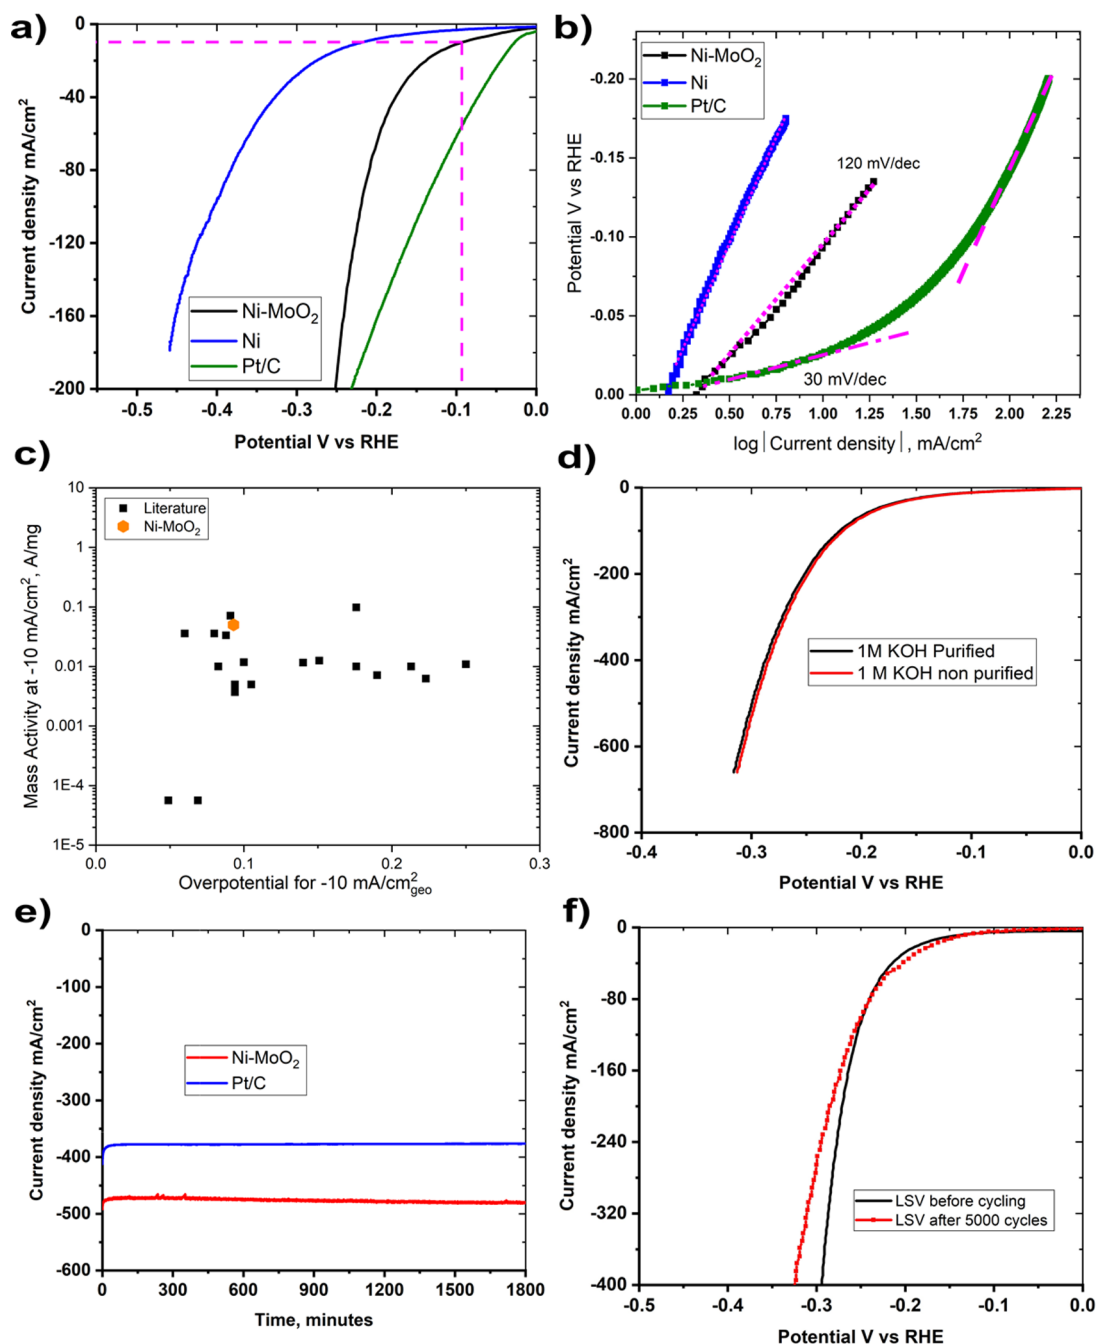 a)
0
-40
-80
-120
-160
-200
Current density mA/cm²
Ni-MoO₂
Ni
Pt/C
-0.5 -0.4 -0.3 -0.2 -0.1 0.0
Potential V vs RHE
b)
-0.20
-0.15
-0.10
-0.05
0.00
Potential V vs RHE
Ni-MoO₂
Ni
Pt/C
120 mV/dec
30 mV/dec
0.00 0.25 0.50 0.75 1.00 1.25 1.50 1.75 2.00 2.25
log|Current density|, mA/cm²
c)
10
1
0.1
0.01
0.001
1E-4
1E-5
Mass Activity at -10 mA/cm², A/mg
Literature
Ni-MoO₂
0.0 0.1 0.2 0.3
Overpotential for -10 mA/cm²geo
d)
0
-200
-400
-600
-800
Current density mA/cm²
1M KOH Purified
1 M KOH non purified
-0.4 -0.3 -0.2 -0.1 0.0
Potential V vs RHE
e)
0
-100
-200
-300
-400
-500
-600
Current density mA/cm²
Ni-MoO₂
Pt/C
0 300 600 900 1200 1500 1800
Time, minutes
f)
0
-80
-160
-240
-320
-400
Current density mA/cm²
LSV before cycling
LSV after 5000 cycles
-0.5 -0.4 -0.3 -0.2 -0.1 0.0
Potential V vs RHE